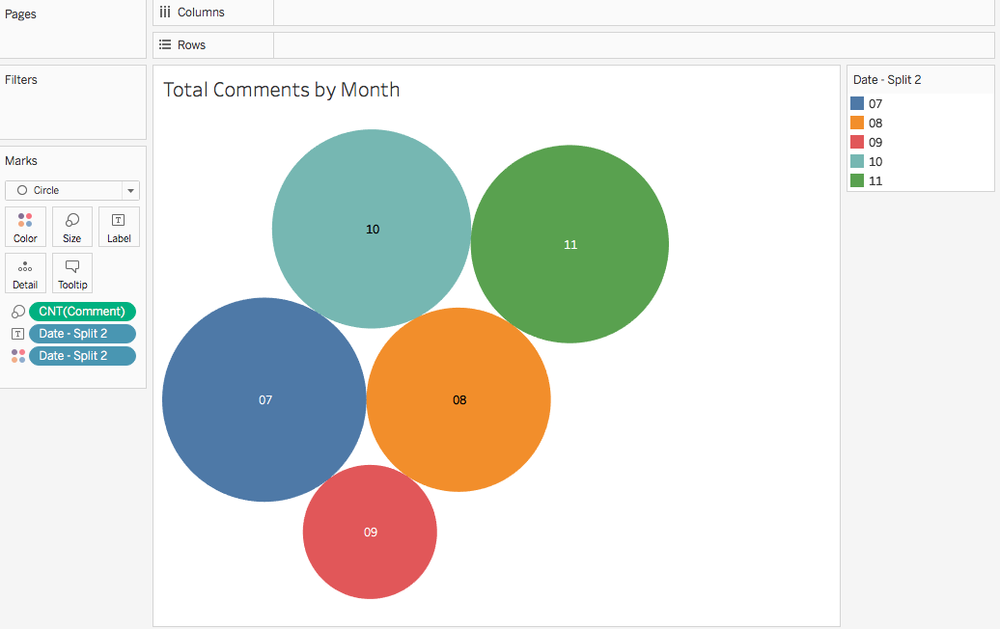 Pages
Columns
Rows
Filters
Marks
Circle
Color Size Label
Detail Tooltip
CNT(Comment)
Date - Split 2
Date - Split 2
Total Comments by Month
10
11
07
08
09
Date - Split 2
07
08
09
10
11